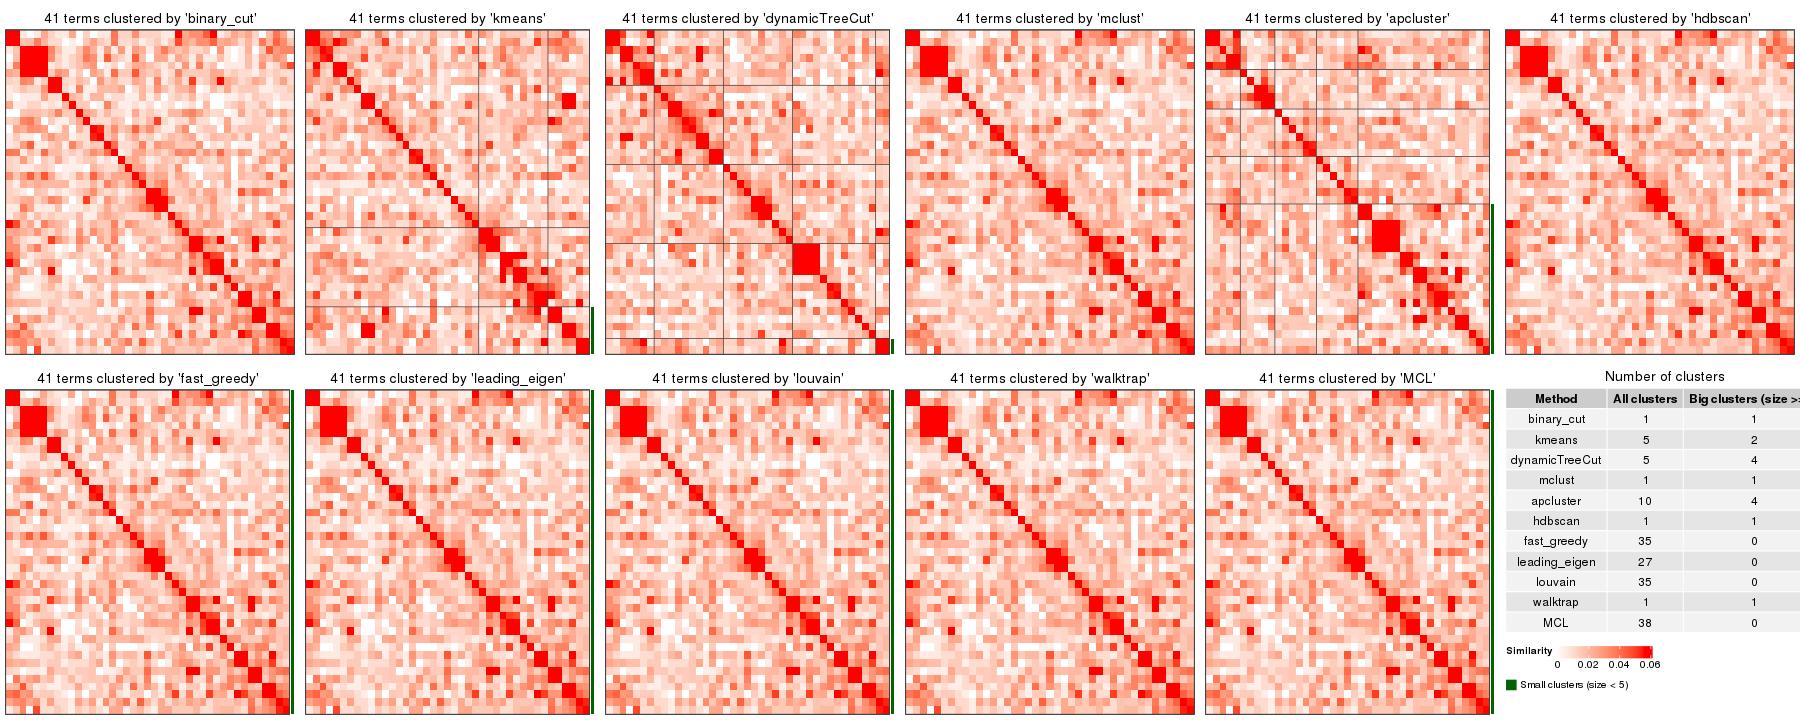 41 terms clustered by 'binary_cut'
41 terms clustered by 'kmeans'
41 terms clustered by 'dynamicTreeCut'
41 terms clustered by 'mclust'
41 terms clustered by 'apcluster'
41 terms clustered by 'hdbscan'
41 terms clustered by 'fast_greedy'
41 terms clustered by 'leading_eigen'
41 terms clustered by 'louvain'
41 terms clustered by 'walktrap'
41 terms clustered by 'MCL'
Number of clusters
Method All clusters Big clusters (size >=
binary_cut 1 1
kmeans 5 2
dynamicTreeCut 5 4
mclust 1 1
apcluster 10 4
hdbscan 1 1
fast_greedy 35 0
leading_eigen 27 0
louvain 35 0
walktrap 1 1
MCL 38 0
Similarity
0 0.02 0.04 0.06
Small clusters (size < 5)